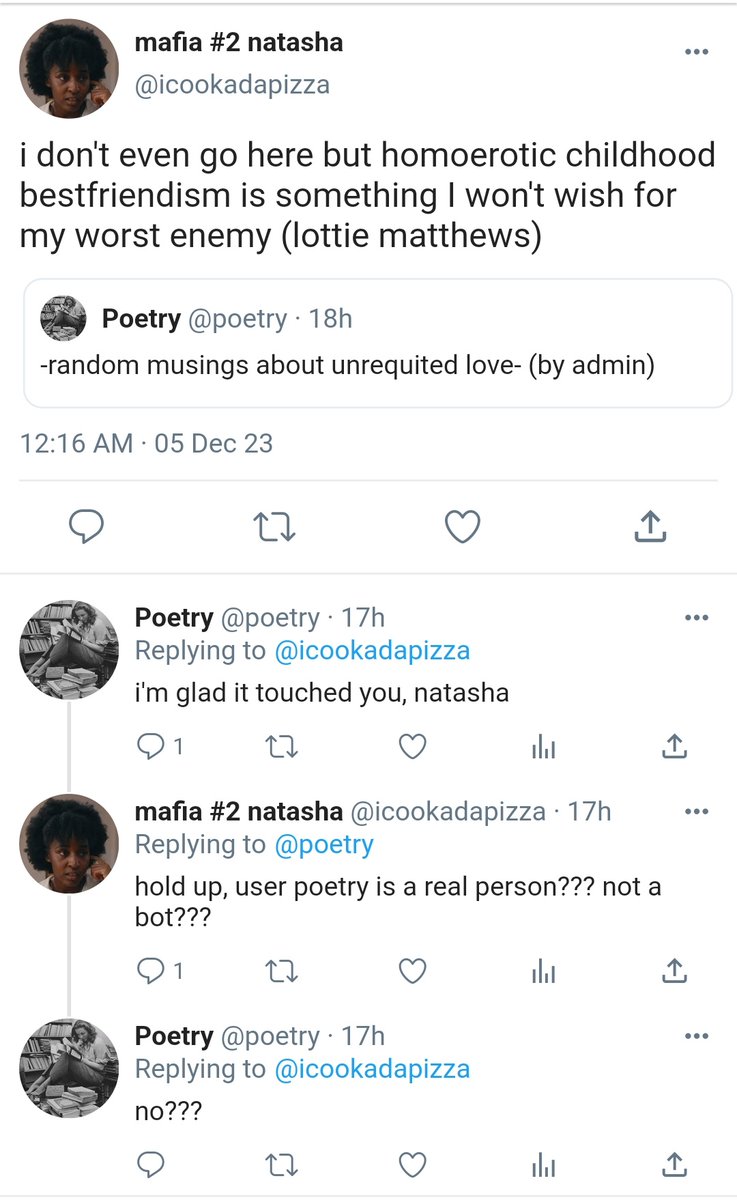 mafia #2 natasha
@icookadapizza
i don't even go here but homoerotic childhood
bestfriendism is something I won't wish for
my worst enemy (lottie matthews)
Poetry @poetry · 18h
-random musings about unrequited love- (by admin)
12:16 AM · 05 Dec 23
Poetry @poetry · 17h
Replying to @icookadapizza
i'm glad it touched you, natasha
1
mafia #2 natasha @icookadapizza · 17h
Replying to @poetry
hold up, user poetry is a real person??? not a
bot???
1
Poetry @poetry · 17h
Replying to @icookadapizza
no???